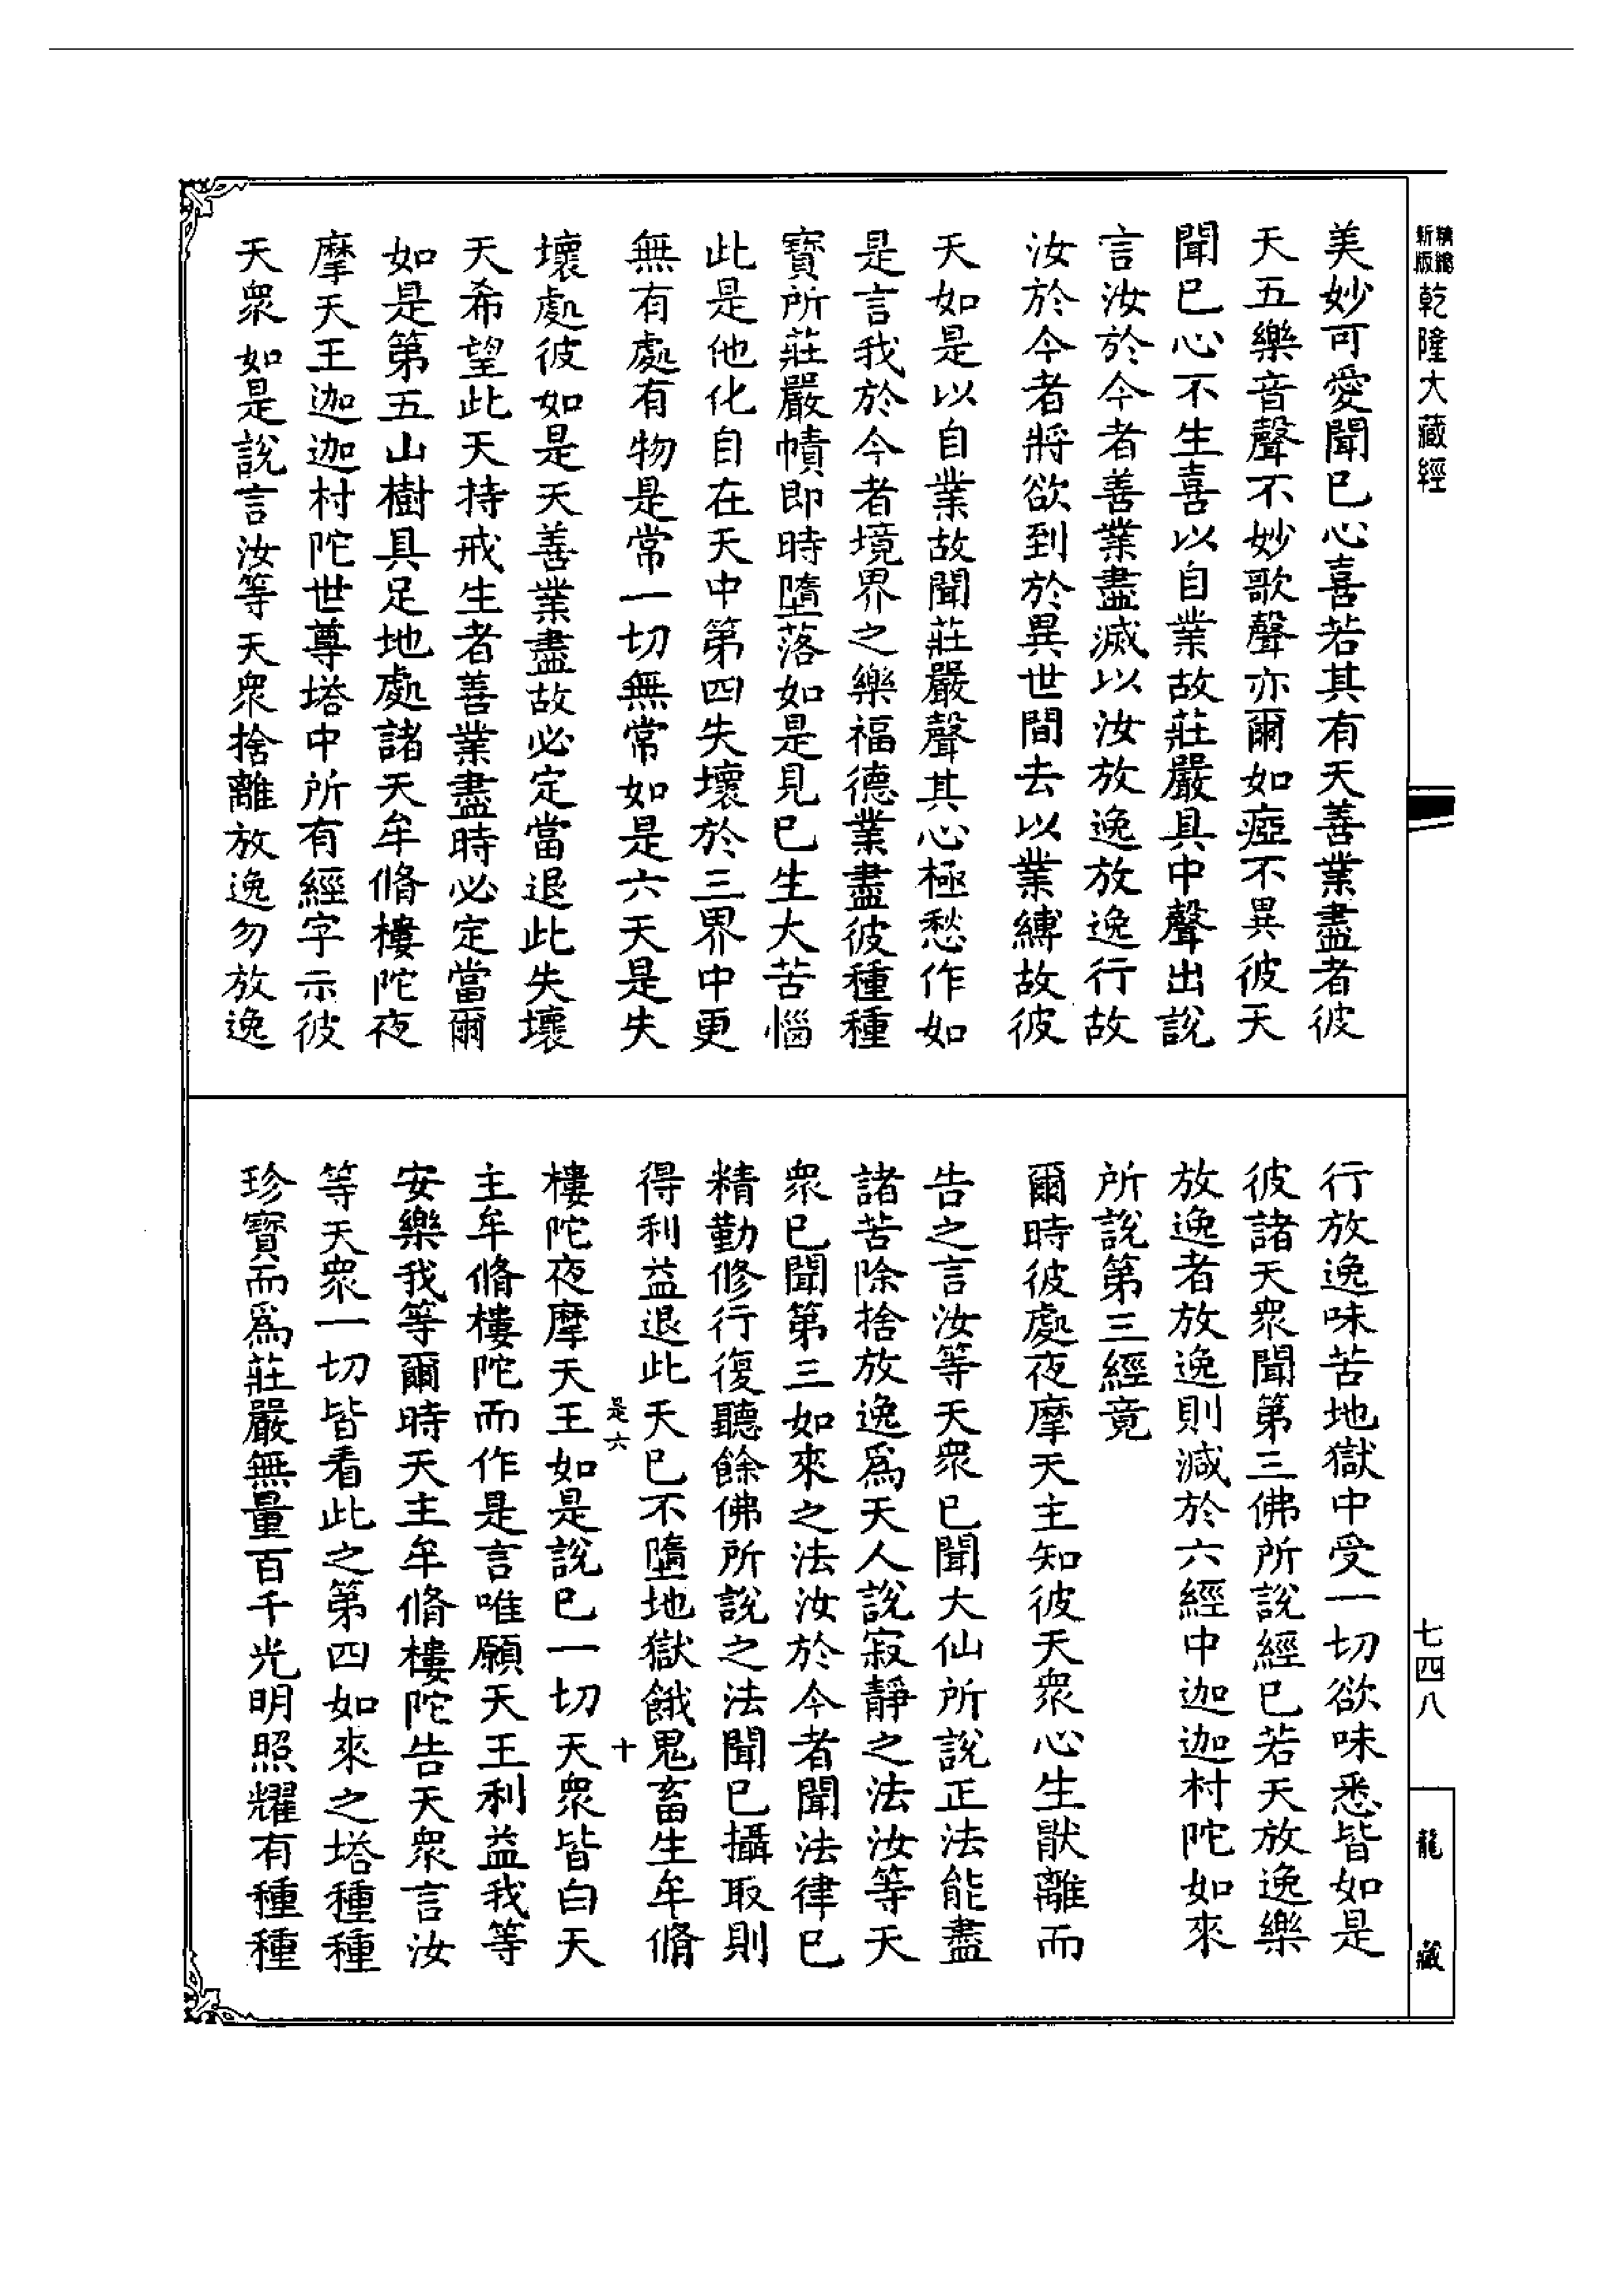 新版
精縮
乾隆大藏經
七四八
龍藏
美妙可愛聞已心喜若其有天善業盡者彼
天五樂音聲不妙歌聲亦爾如瘂不異彼天
聞已心不生喜以自業故莊嚴具中聲出說
言汝於今者善業盡滅以汝放逸放逸行故
汝於今者將欲到於異世間去以業縛故彼
天如是以自業故聞莊嚴聲其心極愁作如
是言我於今者境界之樂福德業盡彼種種
寶所莊嚴幘即時墮落如是見已生大苦惱
此是他化自在天中第四失壞於三界中更
無有處有物是常一切無常如是六天是失
壞處彼如是天善業盡故必定當退此失壞
天希望此天持戒生者善業盡時必定當爾
如是第五山樹具足地處諸天牟脩樓陀夜
摩天王迦迦村陀世尊塔中所有經字示彼
天衆如是說言汝等天衆捨離放逸勿放逸
行放逸味苦地獄中受一切欲味悉皆如是
彼諸天衆聞第三佛所說經已若天放逸樂
放逸者放逸則減於六經中迦迦村陀如來
所說第三經竟
爾時彼處夜摩天主知彼天衆心生厭離而
告之言汝等天衆已聞大仙所說正法能盡
諸苦除捨放逸爲天人說寂靜之法汝等天
衆已聞第三如來之法汝於今者聞法律已
精勤修行復聽餘佛所說之法聞已攝取則
得利益退此天已不墮地獄餓鬼畜生牟脩
是六
十
樓陀夜摩天王如是說已一切天衆皆白天
主牟脩樓陀而作是言唯願天王利益我等
安樂我等爾時天主牟脩樓陀告天衆言汝
等天衆一切皆看此之第四如來之塔種種
珍寶而爲莊嚴無量百千光明照耀有種種